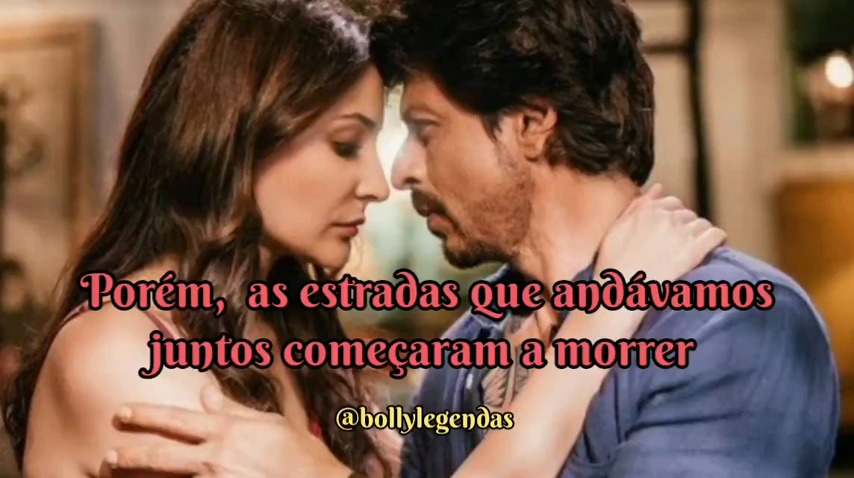 Porém, as estradas que andávamos
juntos começaram a morrer
@bollylegendas